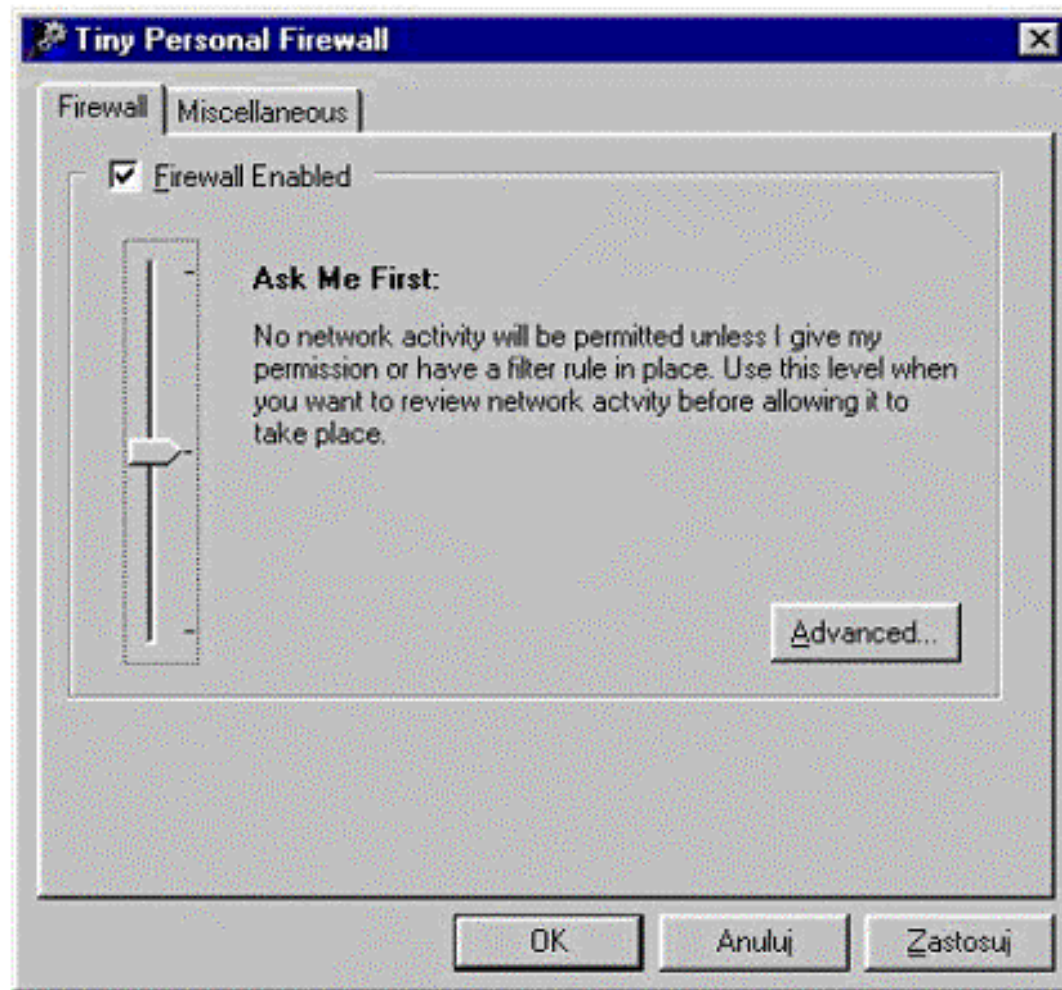 Tiny Personal Firewall
Firewall
Miscellaneous
Firewall Enabled
Ask Me First:
No network activity will be permitted unless I give my
permission or have a filter rule in place. Use this level when
you want to review network actvity before allowing it to
take place.
Advanced...
OK
Anuluj
Zastosuj